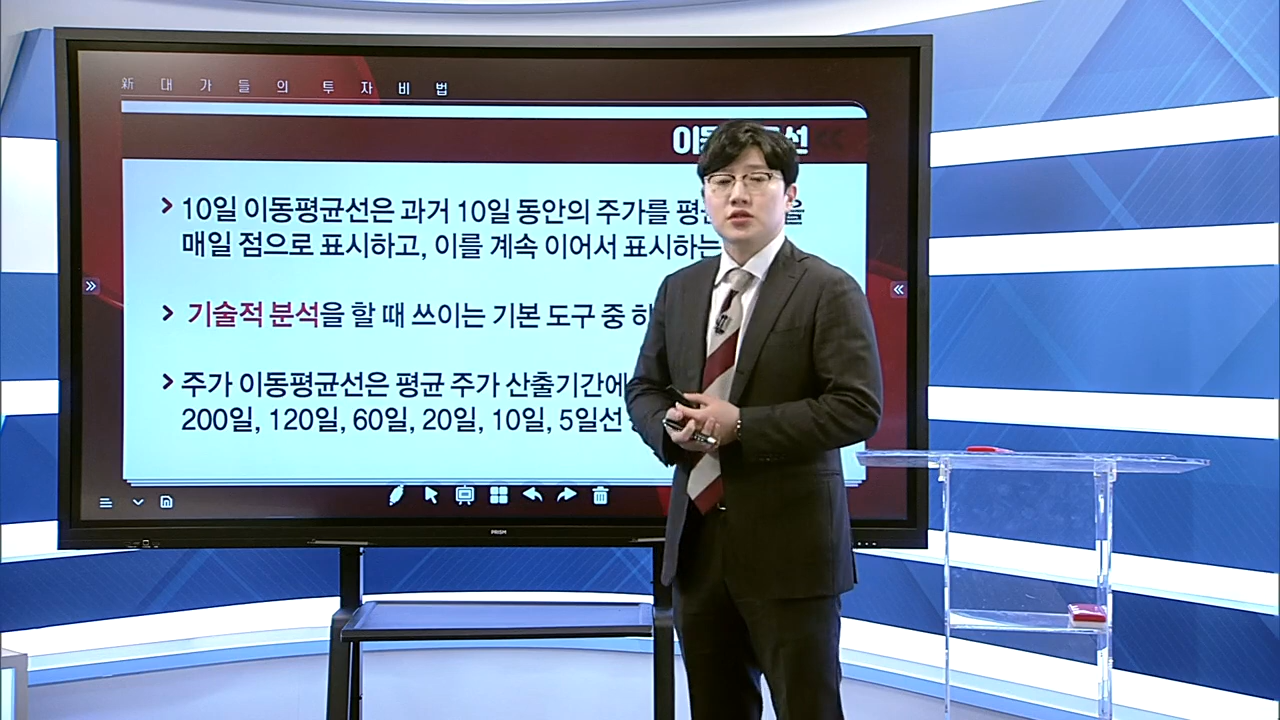 新 대 가 들 의 투 자 비 법
10일 이동평균선은 과거 10일 동안의 주가를
매일 점으로 표시하고, 이를 계속 이어서 표시하는
기술적 분석을 할 때 쓰이는 기본 도구 중
주가 이동평균선은 평균 주가 산출기간에
200일, 120일, 60일, 20일, 10일, 5일선
PRISM